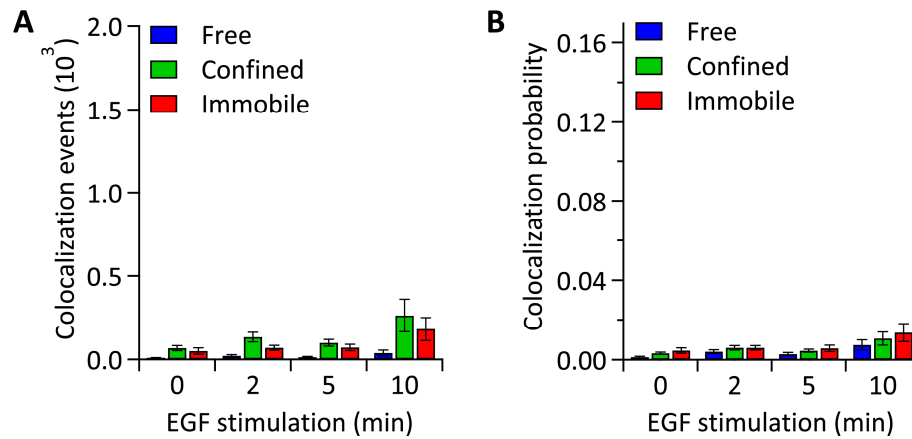 A
Colocalization events (10³)
2.0
1.5
1.0
0.5
0.0
Free
Confined
Immobile
0 2 5 10
EGF stimulation (min)
B
Colocalization probability
0.16
0.12
0.08
0.04
0.00
Free
Confined
Immobile
0 2 5 10
EGF stimulation (min)